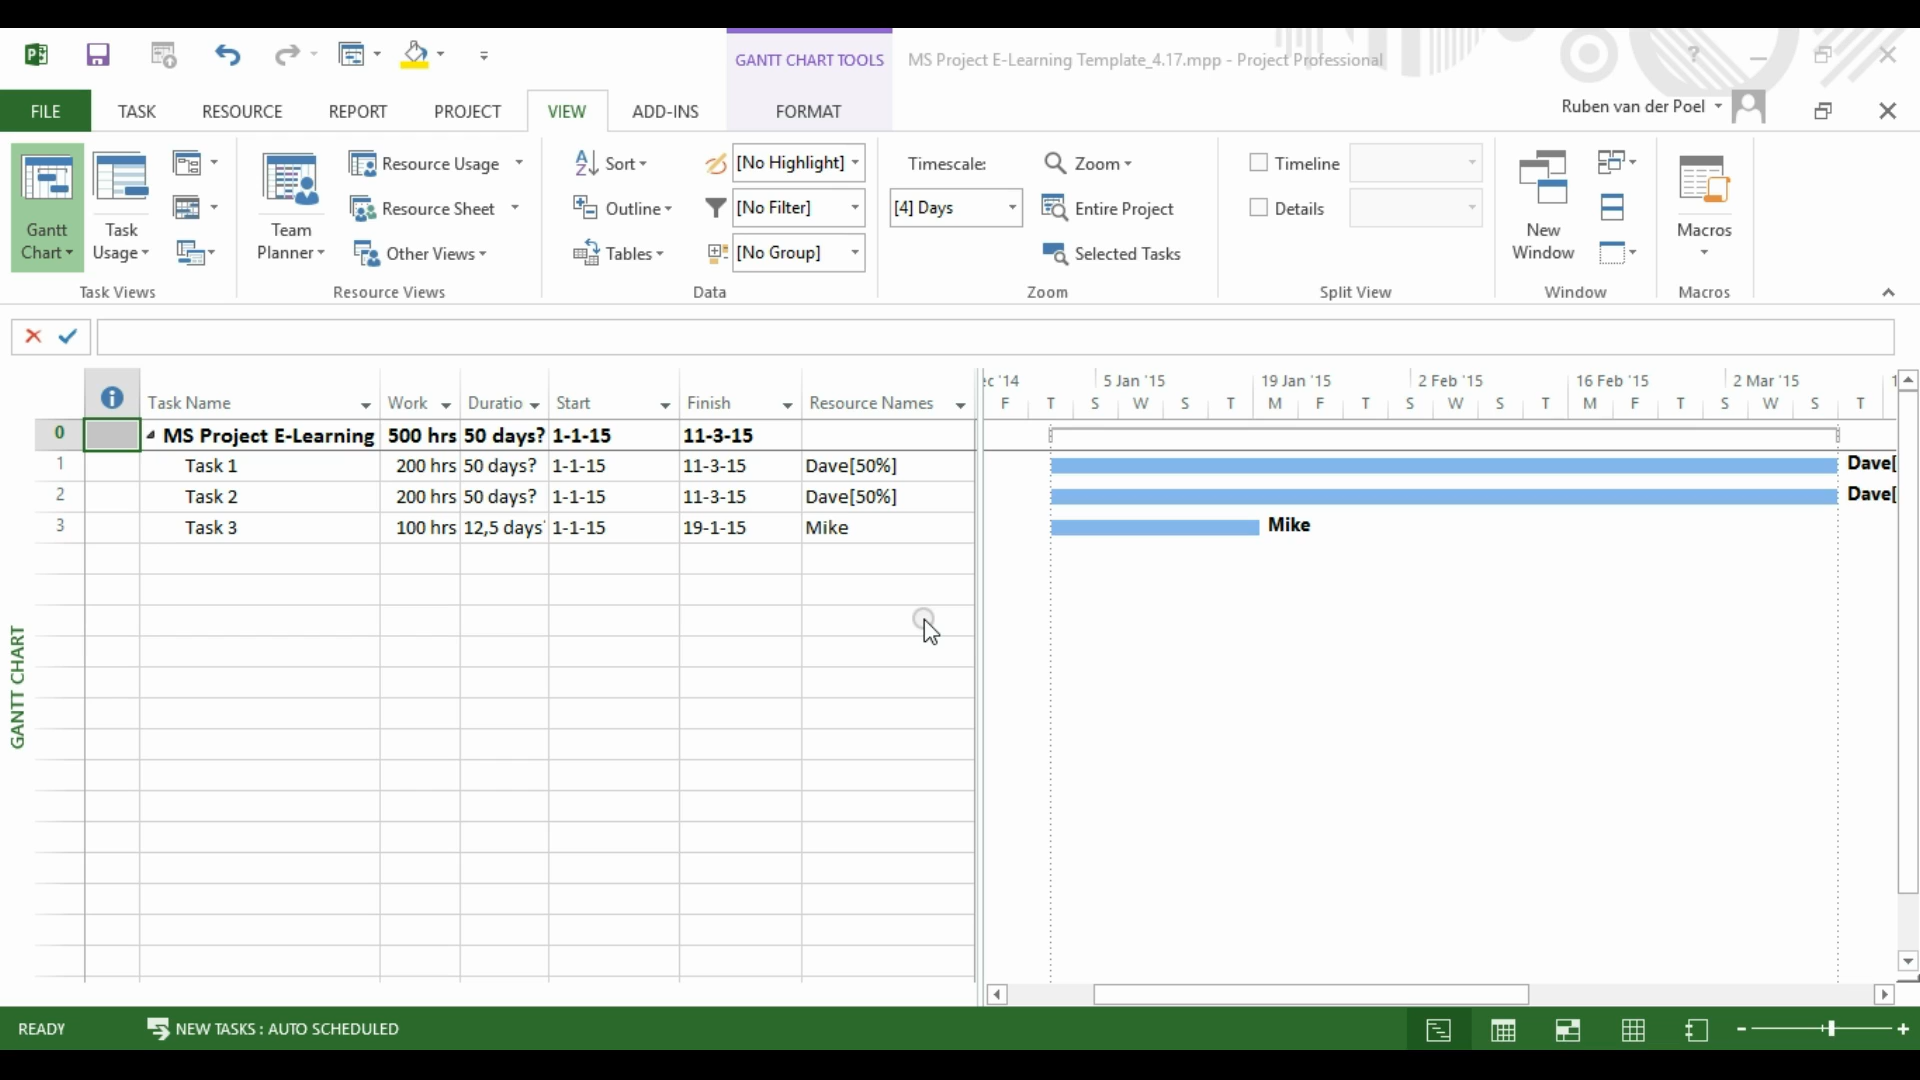 GANTT CHART TOOLS
MS Project E-Learning Template_4.17.mpp - Project Professional
FILE TASK RESOURCE REPORT PROJECT VIEW ADD-INS FORMAT
Ruben van der Poel
Gantt Chart
Task Usage
Task Views
Team Planner
Resource Usage
Resource Sheet
Other Views
Resource Views
Sort
Outline
Tables
[No Highlight]
[No Filter]
[No Group]
Data
Timescale:
[4] Days
Zoom
Entire Project
Selected Tasks
Zoom
Timeline
Details
Split View
New Window
Window
Macros
Macros
Task Name Work Duratio Start Finish Resource Names
ec '14 5 Jan '15 19 Jan '15 2 Feb '15 16 Feb '15 2 Mar '15 1
F T S W S T M F T S W S T M F T S W S T
0 MS Project E-Learning 500 hrs 50 days? 1-1-15 11-3-15
1 Task 1 200 hrs 50 days? 1-1-15 11-3-15 Dave[50%] Dave[
2 Task 2 200 hrs 50 days? 1-1-15 11-3-15 Dave[50%] Dave[
3 Task 3 100 hrs 12,5 days 1-1-15 19-1-15 Mike Mike
GANTT CHART
READY NEW TASKS : AUTO SCHEDULED